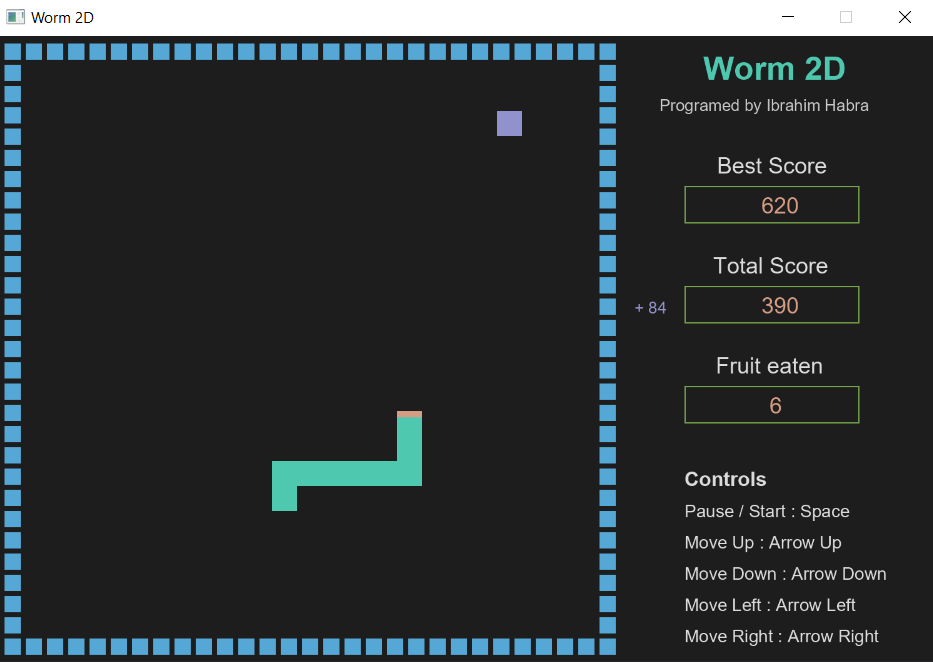 Worm 2D
Worm 2D
Programed by Ibrahim Habra
Best Score
620
Total Score
+ 84 390
Fruit eaten
6
Controls
Pause / Start : Space
Move Up : Arrow Up
Move Down : Arrow Down
Move Left : Arrow Left
Move Right : Arrow Right